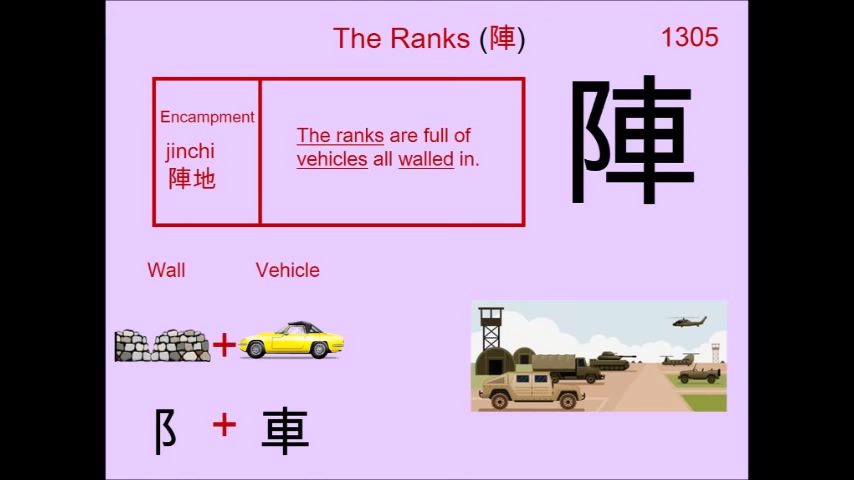 The Ranks (陣)
1305
Encampment
jinchi
陣地
The ranks are full of
vehicles all walled in.
陣
Wall
Vehicle
+
阝 + 車